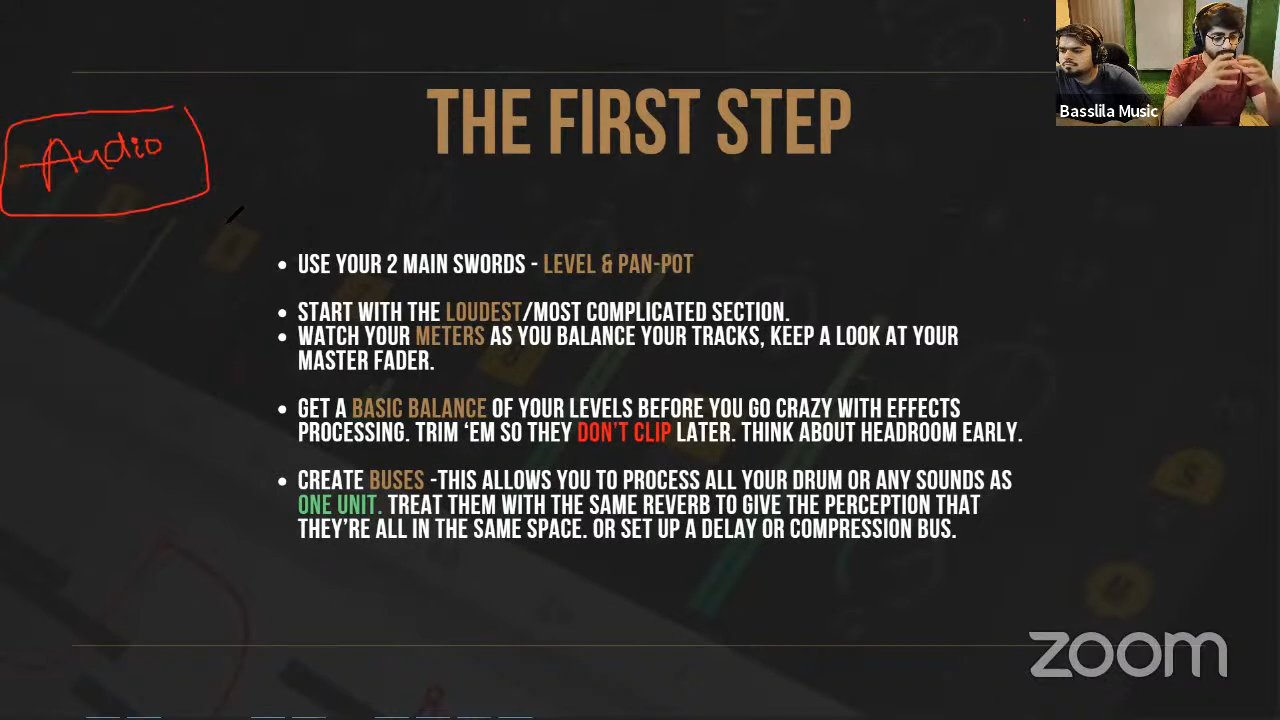 THE FIRST STEP
Basslila Music
Audio
• USE YOUR 2 MAIN SWORDS - LEVEL & PAN-POT
• START WITH THE LOUDEST/MOST COMPLICATED SECTION.
• WATCH YOUR METERS AS YOU BALANCE YOUR TRACKS, KEEP A LOOK AT YOUR
MASTER FADER.
• GET A BASIC BALANCE OF YOUR LEVELS BEFORE YOU GO CRAZY WITH EFFECTS
PROCESSING. TRIM ‘EM SO THEY DON’T CLIP LATER. THINK ABOUT HEADROOM EARLY.
• CREATE BUSES -THIS ALLOWS YOU TO PROCESS ALL YOUR DRUM OR ANY SOUNDS AS
ONE UNIT. TREAT THEM WITH THE SAME REVERB TO GIVE THE PERCEPTION THAT
THEY’RE ALL IN THE SAME SPACE. OR SET UP A DELAY OR COMPRESSION BUS.
zoom